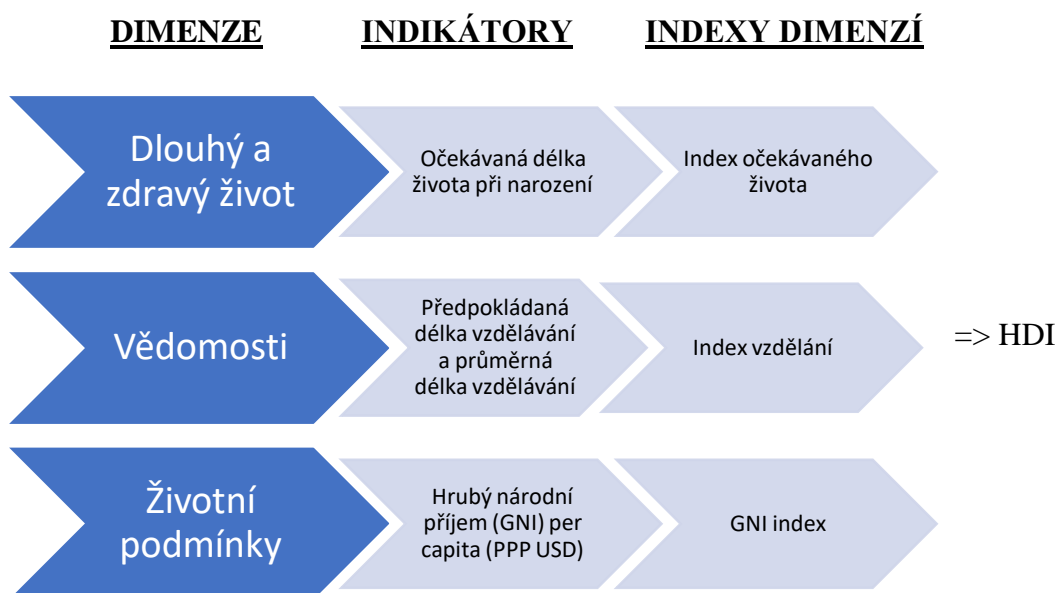 DIMENZE
INDIKÁTORY
INDEXY DIMENZÍ
Dlouhý a
zdravý život
Očekávaná délka
života při narození
Index očekávaného
života
Vědomosti
Předpokládaná
délka vzdělávání
a průměrná
délka vzdělávání
Index vzdělání
=> HDI
Životní
podmínky
Hrubý národní
příjem (GNI) per
capita (PPP USD)
GNI index